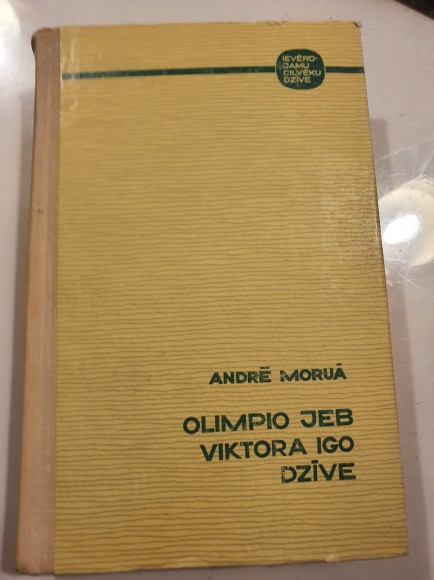 IEVĒRO-
JAMU
CILVĒKU
DZĪVE
ANDRĒ MORUĀ
OLIMPIO JEB
VIKTORA IGO
DZĪVE